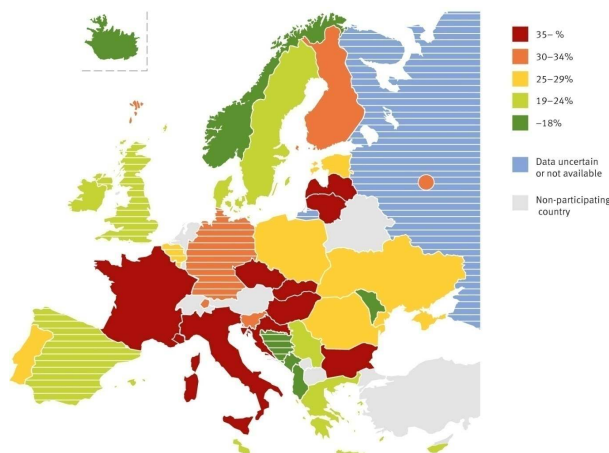 35– %
30–34%
25–29%
19–24%
–18%
Data uncertain
or not available
Non-participating
country